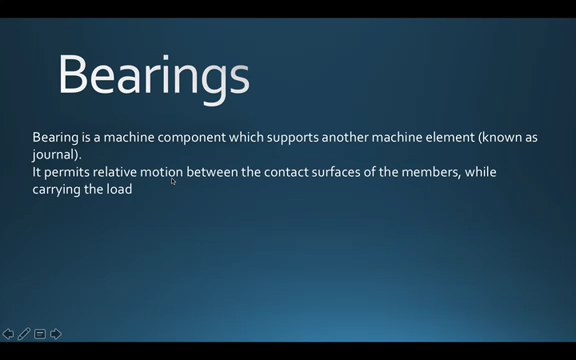 Bearings
Bearing is a machine component which supports another machine element (known as
journal).
It permits relative motion between the contact surfaces of the members, while
carrying the load